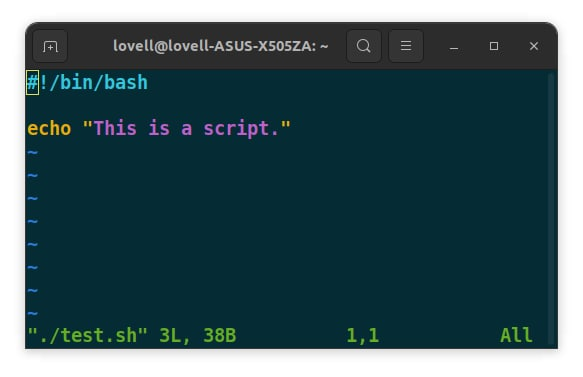 lovell@lovell-ASUS-X505ZA: ~
#!/bin/bash
echo "This is a script."
~
~
~
~
~
~
~
~
"./test.sh" 3L, 38B 1,1 All